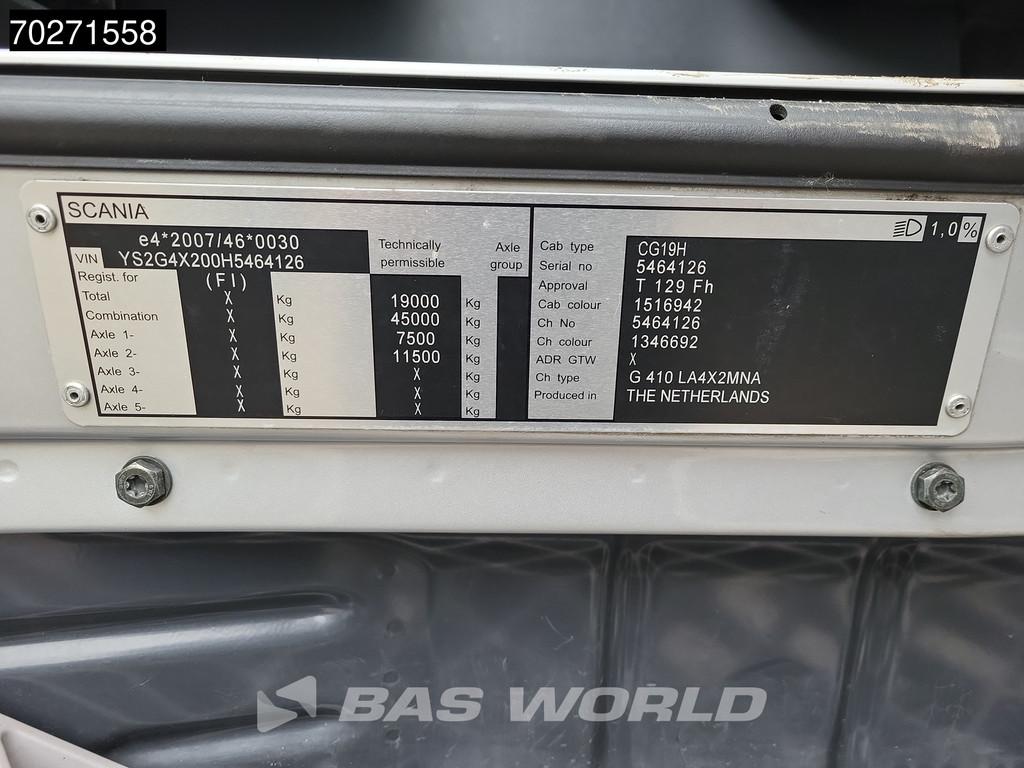 70271558
SCANIA
e4*2007/46*0030
VIN YS2G4X200H5464126
Regist. for (FI)
Technically permissible
Axle group
Total X Kg 19000 Kg
Combination X Kg 45000 Kg
Axle 1- X Kg 7500 Kg
Axle 2- X Kg 11500 Kg
Axle 3- X Kg X Kg
Axle 4- X Kg X Kg
Axle 5- X Kg X Kg
1,0%
Cab type CG19H
Serial no 5464126
Approval T 129 Fh
Cab colour 1516942
Ch No 5464126
Ch colour 1346692
ADR GTW X
Ch type G 410 LA4X2MNA
Produced in THE NETHERLANDS
BAS WORLD